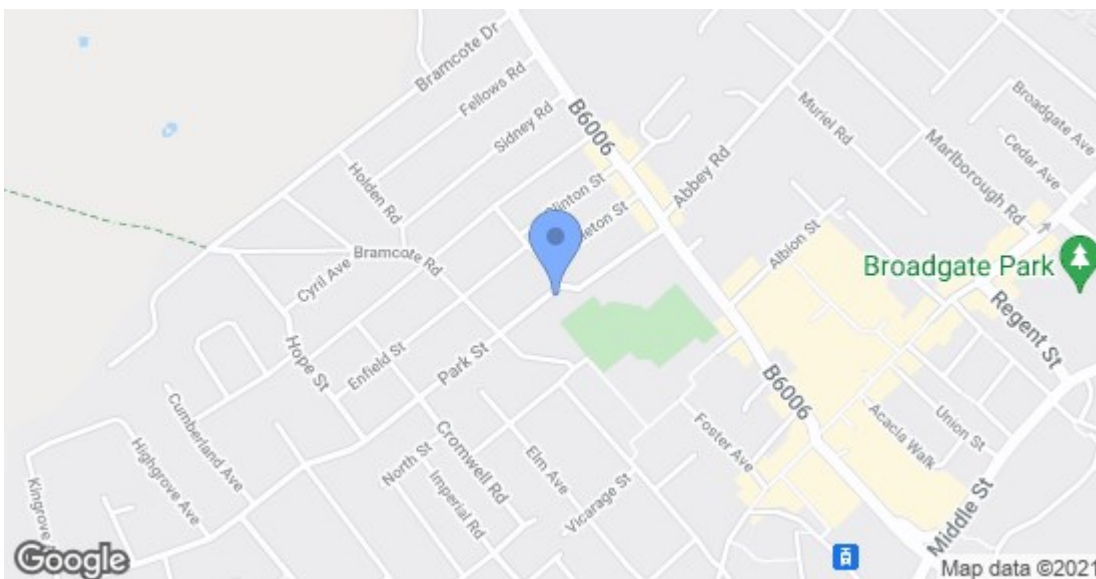 Bramcote Dr
Fellows Rd
Sidney Rd
B6006
Muriel Rd
Marlborough Rd
Broadgate Ave
Cedar Ave
Holden Rd
Clinton St
Abbey Rd
Albion St
Broadgate Park
Regent St
Cyril Ave
Bramcote Rd
Hope St
Enfield St
Park St
B6006
Acacia Walk
Union St
Cumberland Ave
Highgrove Ave
North St
Cromwell Rd
Imperial Rd
Elm Ave
Vicarage St
Foster Ave
Middle St
Google
Map data ©2021